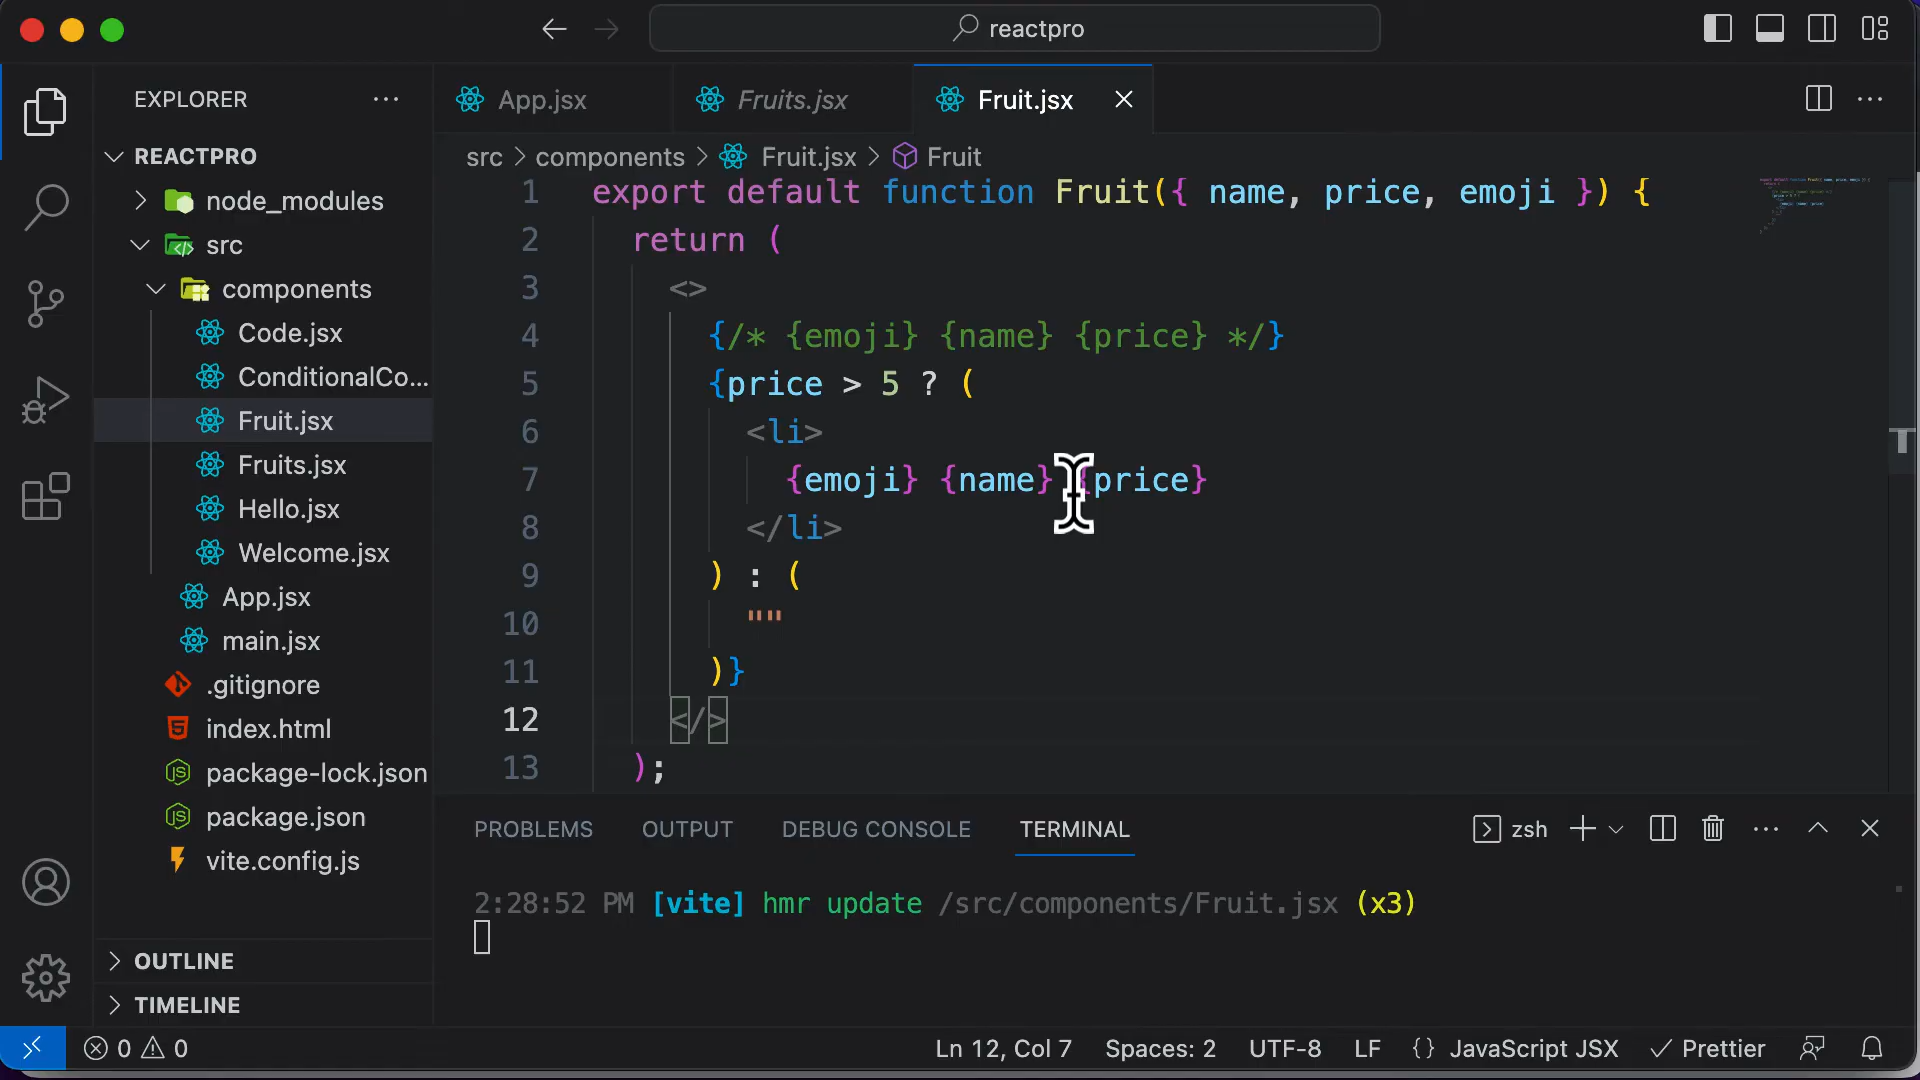 reactpro
EXPLORER
App.jsx
Fruits.jsx
Fruit.jsx
REACTPRO
src > components > Fruit.jsx > Fruit
node_modules
src
components
Code.jsx
ConditionalCo...
Fruit.jsx
Fruits.jsx
Hello.jsx
Welcome.jsx
App.jsx
main.jsx
.gitignore
index.html
package-lock.json
package.json
vite.config.js
OUTLINE
TIMELINE
1 export default function Fruit({ name, price, emoji }) {
2 return (
3 <>
4 {/* {emoji} {name} {price} */}
5 {price > 5 ? (
6 <li>
7 {emoji} {name} {price}
8 </li>
9 ) : (
10 ""
11 )}
12 </>
13 );
PROBLEMS OUTPUT DEBUG CONSOLE TERMINAL
zsh
2:28:52 PM [vite] hmr update /src/components/Fruit.jsx (x3)
0 0
Ln 12, Col 7 Spaces: 2 UTF-8 LF {} JavaScript JSX Prettier